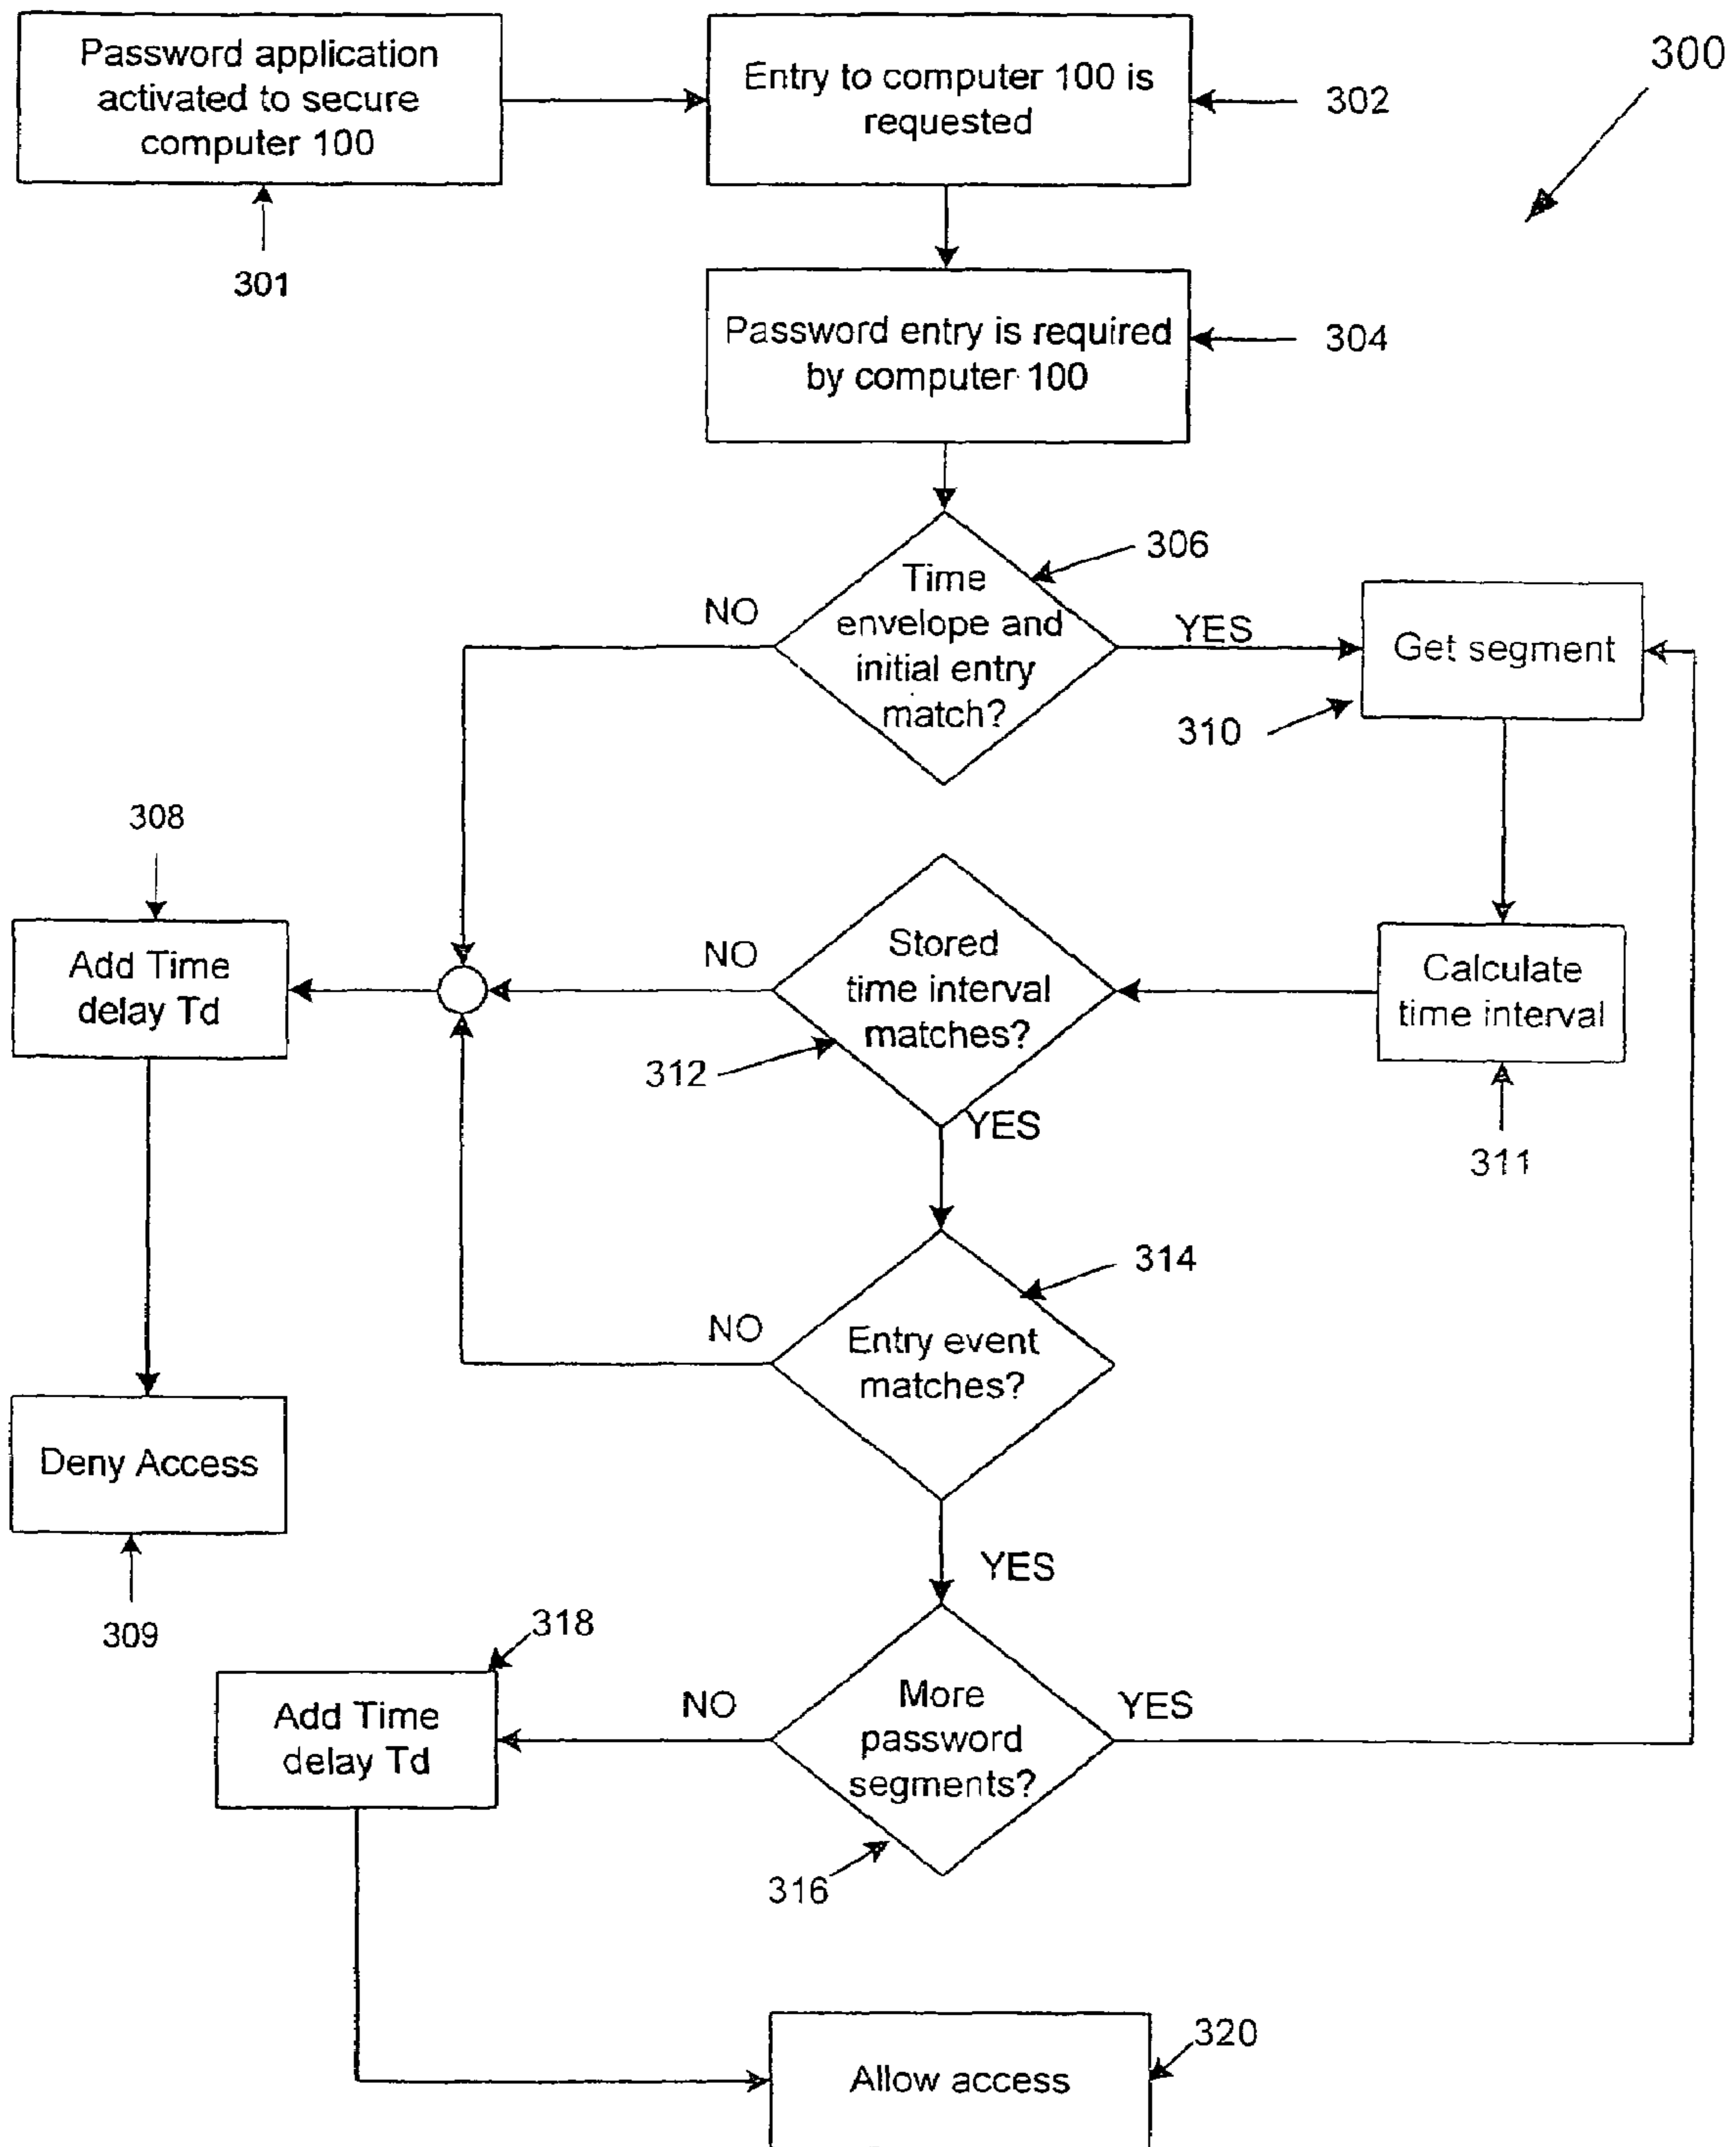 Password application
activated to secure
computer 100
301
Entry to computer 100 is
requested
302
300
Password entry is required
by computer 100
304
Time
envelope and
initial entry
match?
306
NO
YES
Get segment
310
308
Add Time
delay Td
NO
Stored
time interval
matches?
312
YES
Calculate
time interval
311
NO
Entry event
matches?
314
YES
Deny Access
309
318
Add Time
delay Td
NO
More
password
segments?
YES
316
Allow access
320